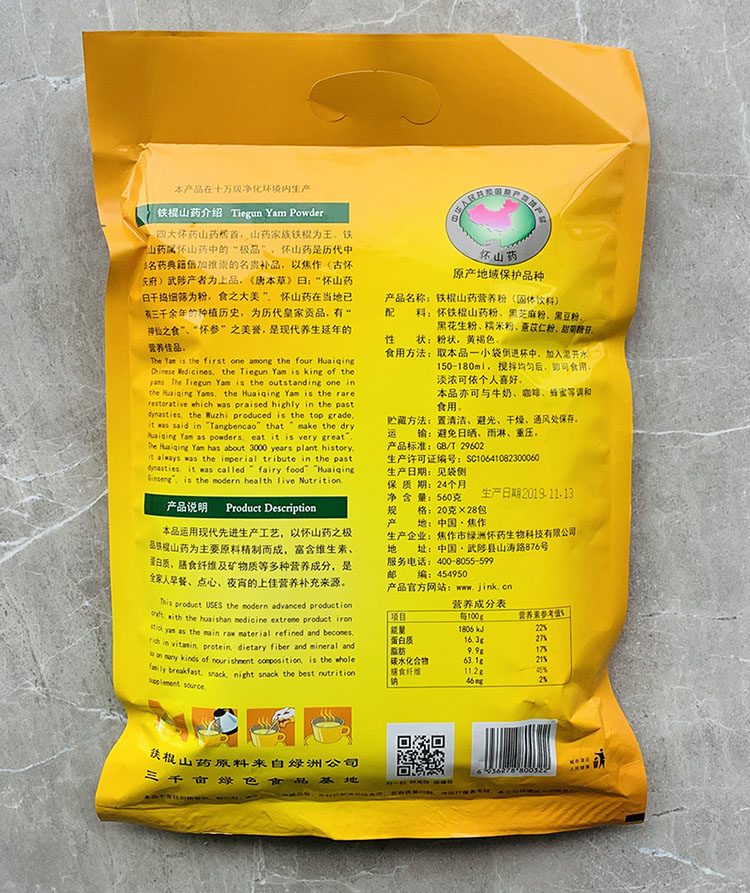 本产品在十万级净化环境内生产
铁棍山药介绍 Tiegun Yam Powder
四大怀药山药居首，山药家族铁棍为王。铁
山药属怀山药中的“极品”，怀山药是历代中
名药典籍倍加推崇的名贵补品，以焦作（古怀
庆府）武陟产者为上品，《唐本草》曰：“怀山药
曰干捣细筛为粉，食之大美”。怀山药在当地已
有三千余年的种植历史，为历代皇家贡品，有“
神仙之食”、“怀参”之美誉，是现代养生延年的
营养佳品。
The Yam is the first one among the four Huaiqing
Chinese Medicines, the Tiegun Yam is king of the
yams. The Tiegun Yam is the outstanding one in
the Huaiqing Yams, the Huaiqing Yam is the rare
restorative which was praised highly in the past
dynasties, the Wuzhi produced is the top grade,
it was said in "Tangbencao" that " make the dry
Huaiqing Yam as powders, eat it is very great".
The Huaiqing Yam has about 3000 years plant history,
it always was the imperial tribute in the past
dynasties, it was called " fairy food" "Huaiqing
Ginseng", is the modern health live Nutrition.
产品说明 Product Description
本品运用现代先进生产工艺，以怀山药之极
品铁棍山药为主要原料精制而成，富含维生素、
蛋白质、膳食纤维及矿物质等多种营养成分，是
全家人早餐、点心、夜宵的上佳营养补充来源。
This product USES the modern advanced production
craft, with the huaishan medicine extreme product iron
stick yam as the main raw material refined and becomes,
rich in vitamin, protein, dietary fiber and mineral and
so on many kinds of nourishment composition, is the whole
family breakfast, snack, night snack the best nutrition
supplement source.
铁棍山药原料来自绿洲公司
三千亩绿色食品基地
中华人民共和国原产地域产品
怀山药
原产地域保护品种
产品名称：铁棍山药营养粉（固体饮料）
配 料：怀铁棍山药粉、黑芝麻粉、黑豆粉、
黑花生粉、糯米粉、薏苡仁粉、甜菊糖苷。
性 状：粉状，黄褐色。
食用方法：取本品一小袋倒进杯中，加入温开水
150-180ml，搅拌均匀后，即可食用，
淡浓可依个人喜好。
本品亦可与牛奶、咖啡、蜂蜜等调和
食用。
贮藏方法：置清洁、避光、干燥、通风处保存。
运 输：避免日晒、雨淋、重压。
产品标准：GB/T 29602
生产许可证编号：SC10641082300060
生产日期：见袋侧
保 质 期：24个月
净 含 量：560克
生产日期2019.11.13
规 格：20克×28包
产 地：中国·焦作
生产企业：焦作市绿洲怀药生物科技有限公司
地 址：中国·武陟县山涛路876号
服务电话：400-8055-599
邮 编：454950
产品官方网站：www.jink.cn
营养成分表
项目 每100g 营养素参考值%
能量 1806 kJ 22%
蛋白质 16.3g 27%
脂肪 9.9g 17%
碳水化合物 63.1g 21%
膳食纤维 11.2g 45%
钠 46mg 2%
6 936278 800322